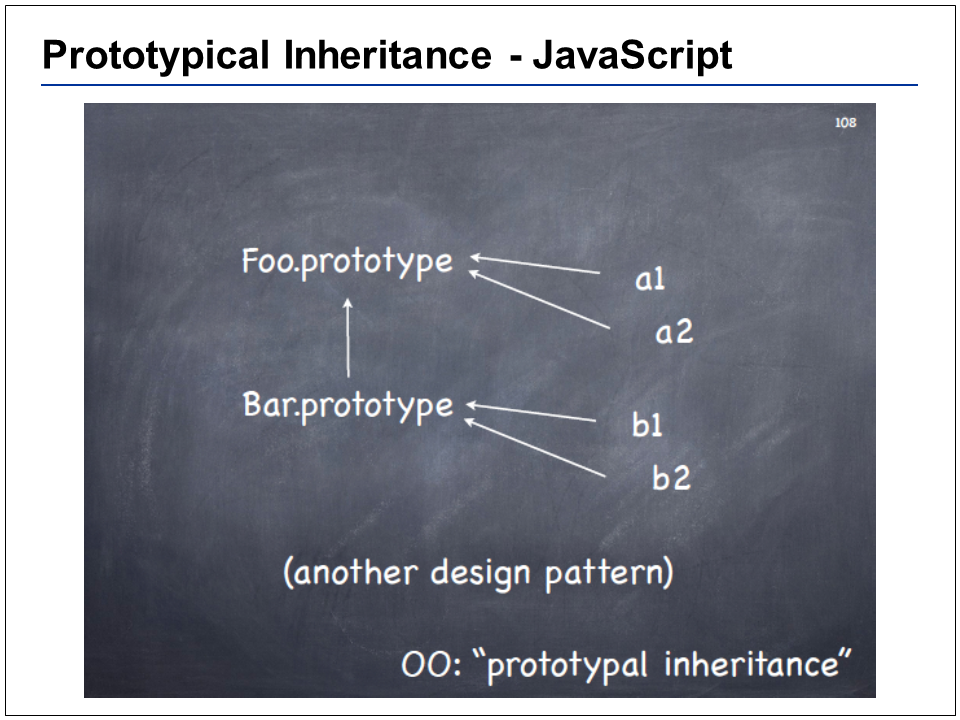 Prototypical Inheritance - JavaScript
108
Foo.prototype
a1
a2
Bar.prototype
b1
b2
(another design pattern)
OO: “prototypal inheritance”